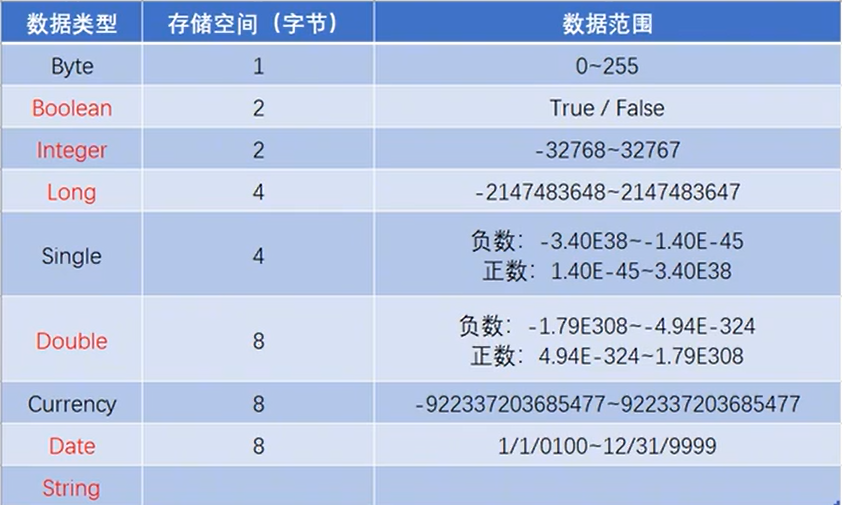 数据类型 存储空间（字节） 数据范围
Byte 1 0~255
Boolean 2 True / False
Integer 2 -32768~32767
Long 4 -2147483648~2147483647
Single 4 负数：-3.40E38~-1.40E-45
正数：1.40E-45~3.40E38
Double 8 负数：-1.79E308~-4.94E-324
正数：4.94E-324~1.79E308
Currency 8 -922337203685477~922337203685477
Date 8 1/1/0100~12/31/9999
String